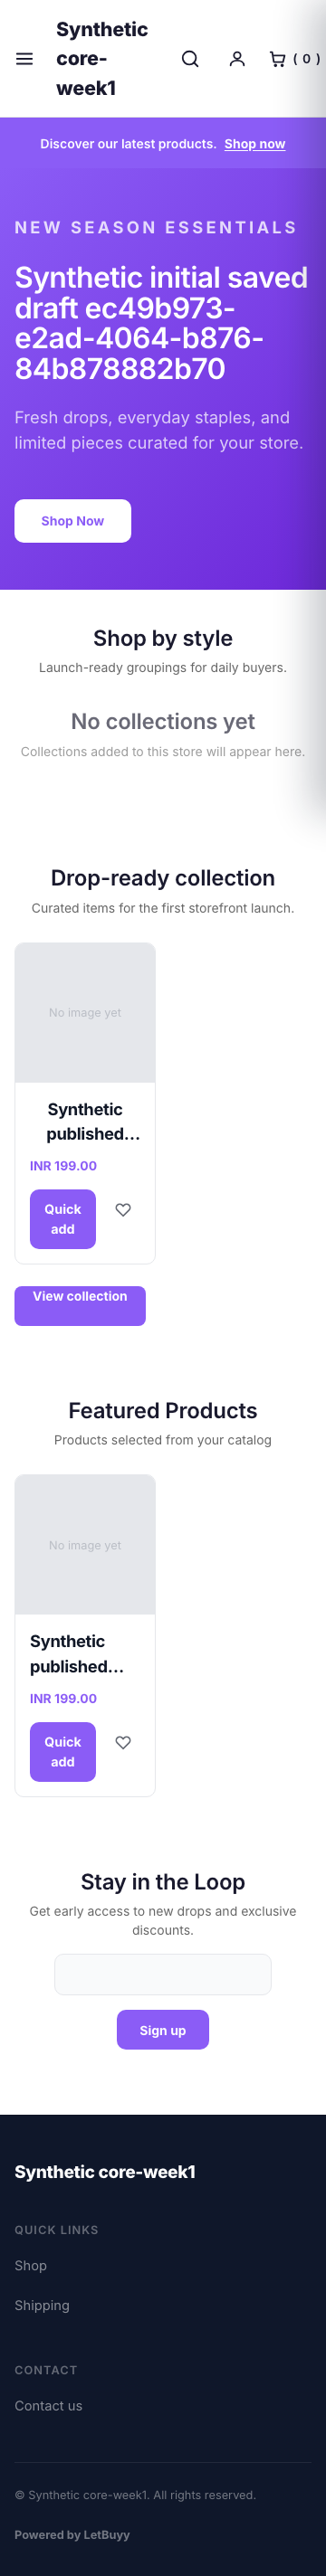 Synthetic
core-
week1
( 0 )
Discover our latest products. Shop now
NEW SEASON ESSENTIALS
Synthetic initial saved
draft ec49b973-
e2ad-4064-b876-
84b878882b70
Fresh drops, everyday staples, and
limited pieces curated for your store.
Shop Now
Shop by style
Launch-ready groupings for daily buyers.
No collections yet
Collections added to this store will appear here.
Drop-ready collection
Curated items for the first storefront launch.
No image yet
Synthetic
published...
INR 199.00
Quick
add
View collection
Featured Products
Products selected from your catalog
No image yet
Synthetic
published...
INR 199.00
Quick
add
Stay in the Loop
Get early access to new drops and exclusive
discounts.
Sign up
Synthetic core-week1
QUICK LINKS
Shop
Shipping
CONTACT
Contact us
© Synthetic core-week1. All rights reserved.
Powered by LetBuyy